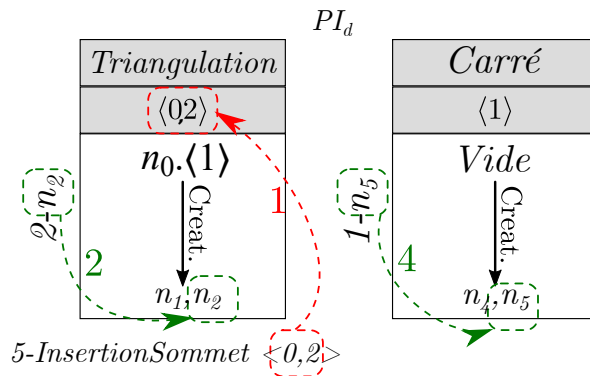 PI_d
Triangulation
Carré
⟨0,2⟩
⟨1⟩
n_0.⟨1⟩
Vide
2-n_2
Creat.
1
1-n_5
Creat.
2
4
n_1,n_2
n_4,n_5
5-InsertionSommet <0,2>